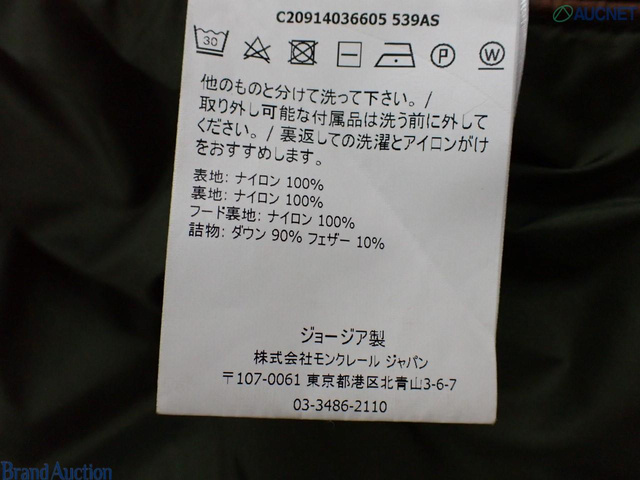 AUCNET
C20914036605 539AS
30 P W
他のものと分けて洗って下さい。/
取り外し可能な付属品は洗う前に外して
ください。/ 裏返しての洗濯とアイロンがけ
をおすすめします。
表地: ナイロン 100%
裏地: ナイロン 100%
フード裏地: ナイロン 100%
詰物: ダウン 90% フェザー 10%
ジョージア製
株式会社モンクレール ジャパン
〒107-0061 東京都港区北青山3-6-7
03-3486-2110
Brand Auction